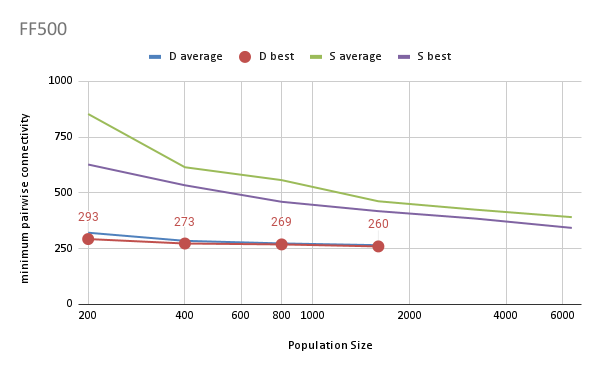 FF500
D average D best S average S best
1000
750
500
250
0
293 273 269 260
200 400 600 800 1000 2000 4000 6000
minimum pairwise connectivity
Population Size